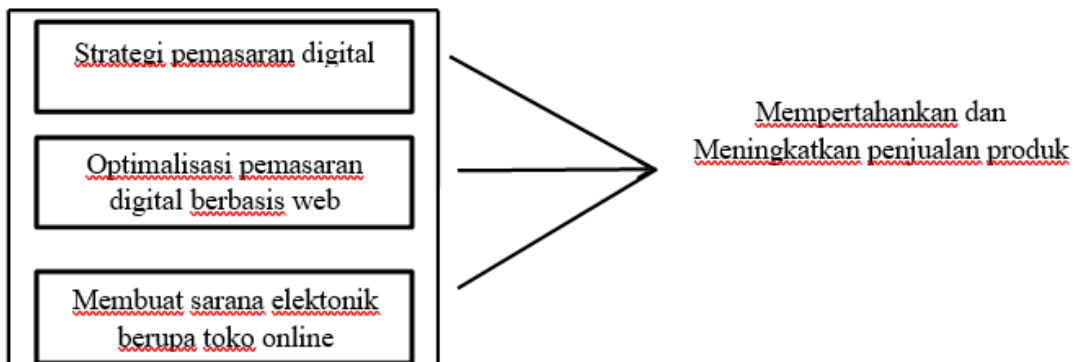 Strategi pemasaran digital
Optimalisasi pemasaran
digital berbasis web
Membuat sarana elektonik
berupa toko online
Mempertahankan dan
Meningkatkan penjualan produk